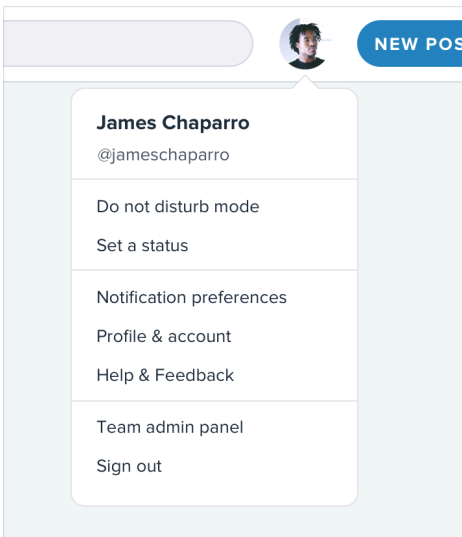 NEW POS
James Chaparro
@jameschaparro
Do not disturb mode
Set a status
Notification preferences
Profile & account
Help & Feedback
Team admin panel
Sign out